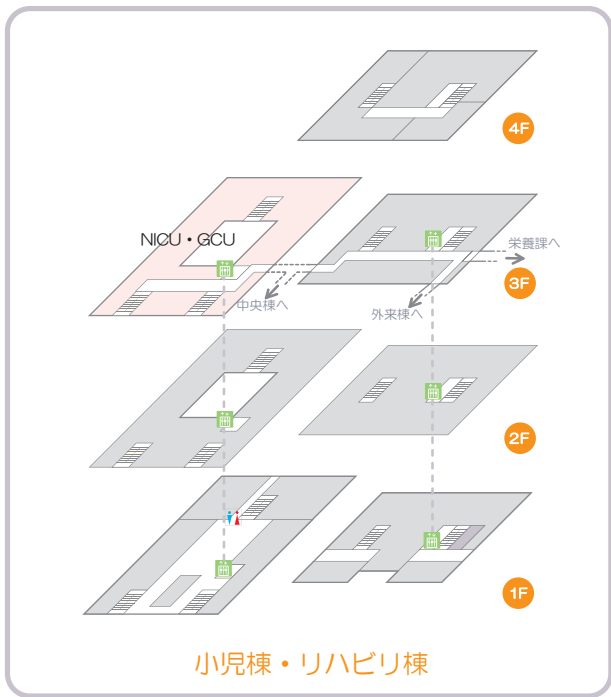 4F
NICU・GCU
栄養課へ
3F
中央棟へ
外来棟へ
2F
1F
小児棟・リハビリ棟